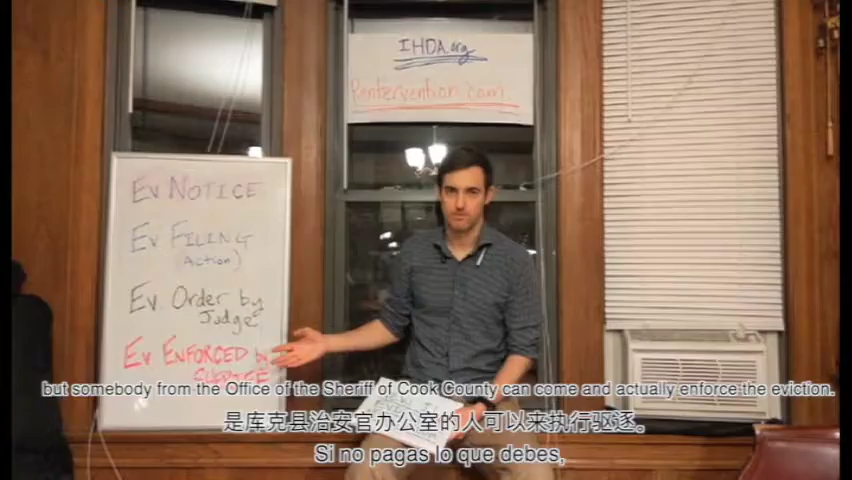 IHDA.org
Rentervention.com
Ev NOTICE
Ev FILING
(Action)
Ev. Order by
Judge
Ev ENFORCED by
SHERIFF
but somebody from the Office of the Sheriff of Cook County can come and actually enforce the eviction.
是库克县治安官办公室的人可以来执行驱逐。
Si no pagas lo que debes,